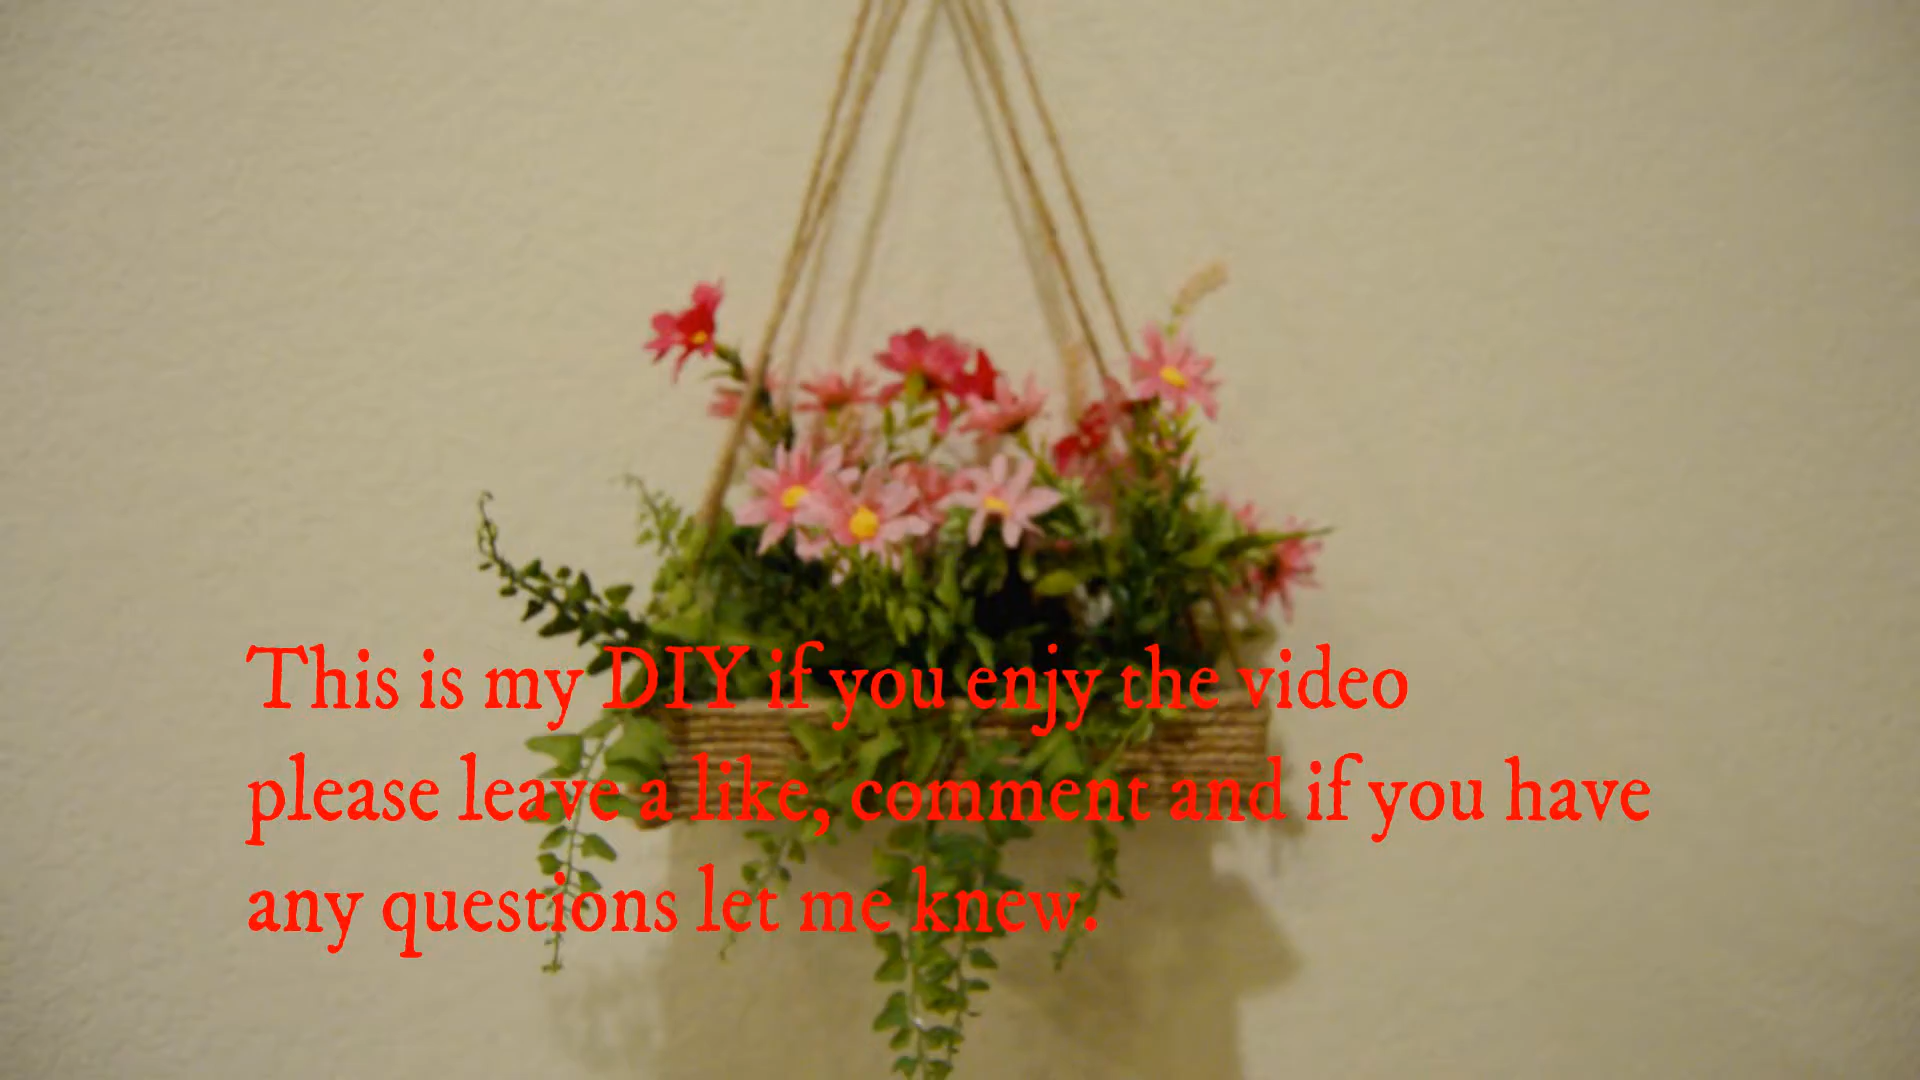 This is my DIY if you enjy the video
please leave a like, comment and if you have
any questions let me knew.